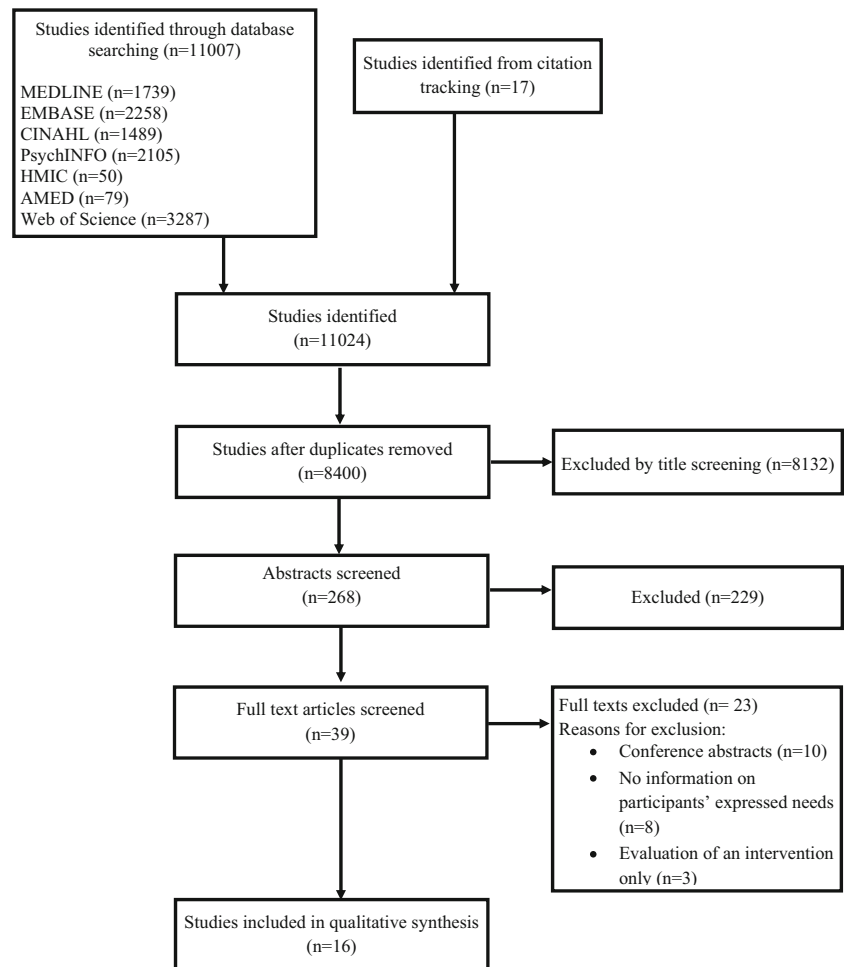 Studies identified through database
searching (n=11007)
MEDLINE (n=1739)
EMBASE (n=2258)
CINAHL (n=1489)
PsychINFO (n=2105)
HMIC (n=50)
AMED (n=79)
Web of Science (n=3287)
Studies identified from citation
tracking (n=17)
Studies identified
(n=11024)
Studies after duplicates removed
(n=8400)
Excluded by title screening (n=8132)
Abstracts screened
(n=268)
Excluded (n=229)
Full text articles screened
(n=39)
Full texts excluded (n= 23)
Reasons for exclusion:
• Conference abstracts (n=10)
• No information on
participants’ expressed needs
(n=8)
• Evaluation of an intervention
only (n=3)
Studies included in qualitative synthesis
(n=16)